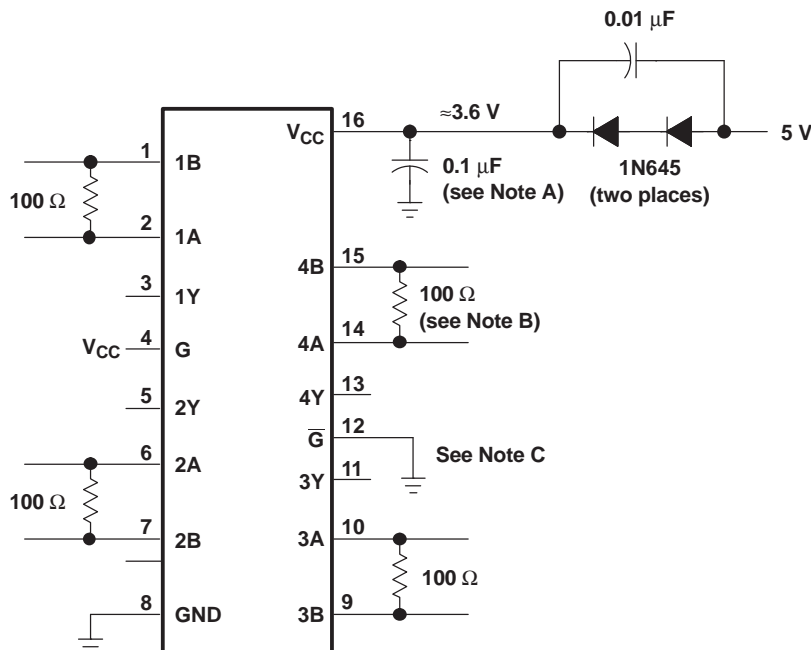 0.01 µF
≈3.6 V
5 V
1N645
(two places)
0.1 µF
(see Note A)
VCC
16
1
1B
100 Ω
2
1A
15
4B
3
1Y
100 Ω
(see Note B)
VCC
4
G
14
4A
5
2Y
13
4Y
12
G̅
See Note C
6
2A
11
3Y
100 Ω
7
2B
10
3A
100 Ω
8
GND
9
3B